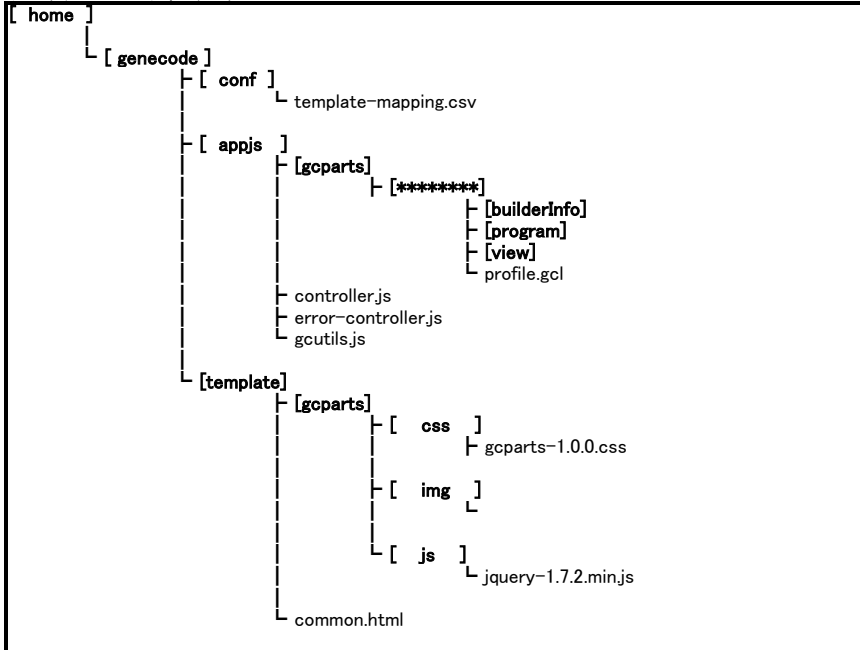 [ home ]
[ genecode ]
[ conf ]
template-mapping.csv
[ appjs ]
[gcparts]
[********]
[builderInfo]
[program]
[view]
profile.gcl
controller.js
error-controller.js
gcutils.js
[template]
[gcparts]
[ css ]
gcparts-1.0.0.css
[ img ]
[ js ]
jquery-1.7.2.min.js
common.html